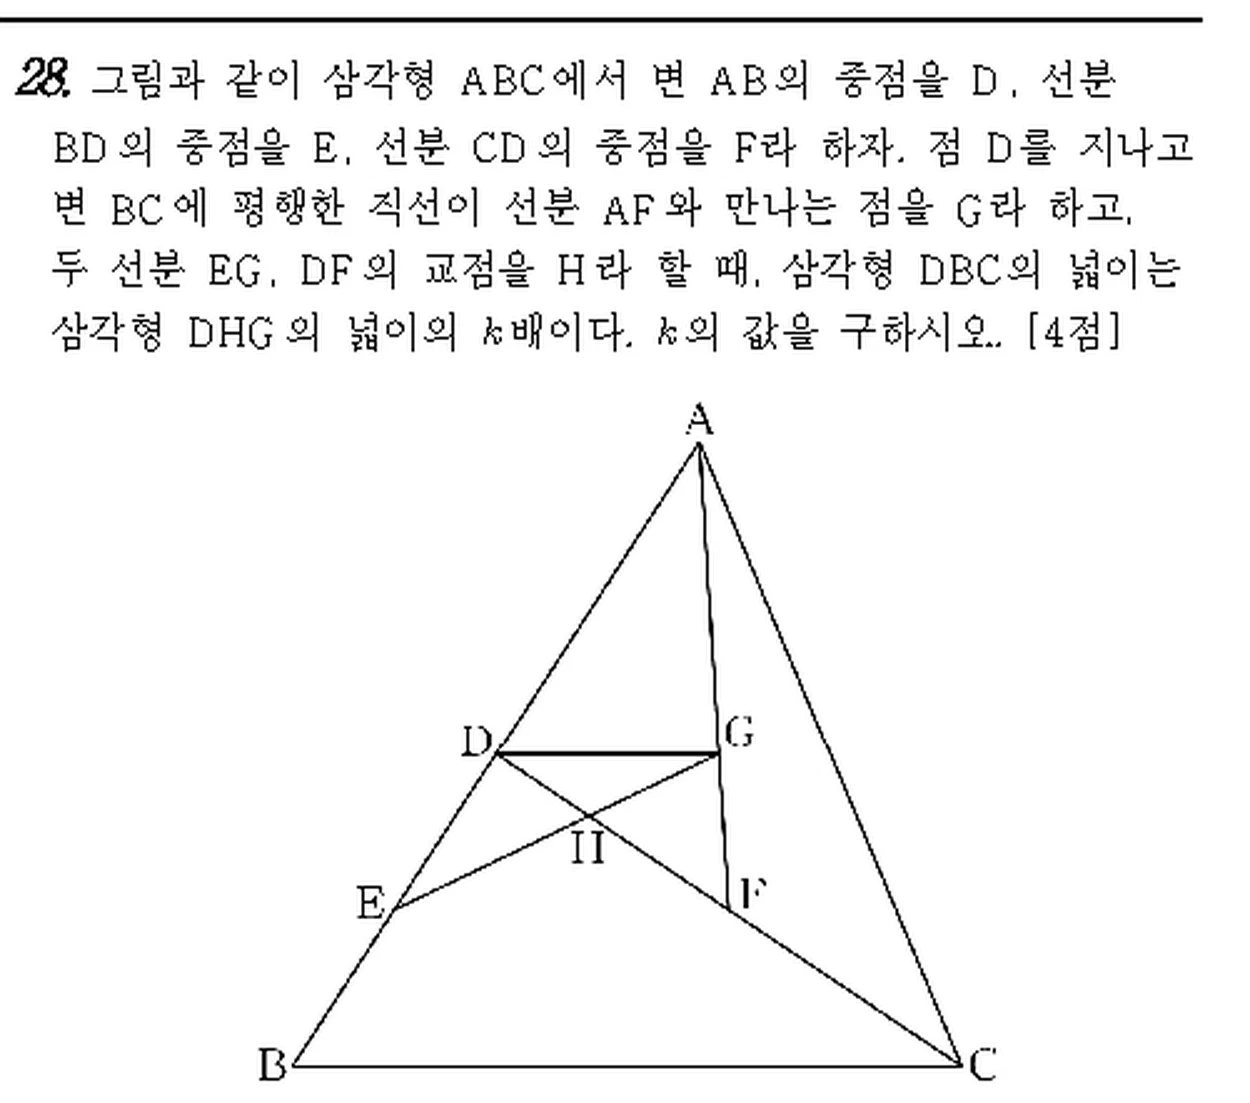 28. 그림과 같이 삼각형 ABC에서 변 AB의 중점을 D, 선분
BD의 중점을 E, 선분 CD의 중점을 F라 하자. 점 D를 지나고
변 BC에 평행한 직선이 선분 AF와 만나는 점을 G라 하고,
두 선분 EG, DF의 교점을 H라 할 때, 삼각형 DBC의 넓이는
삼각형 DHG의 넓이의 k배이다. k의 값을 구하시오. [4점]
A
D
G
H
E
F
B
C